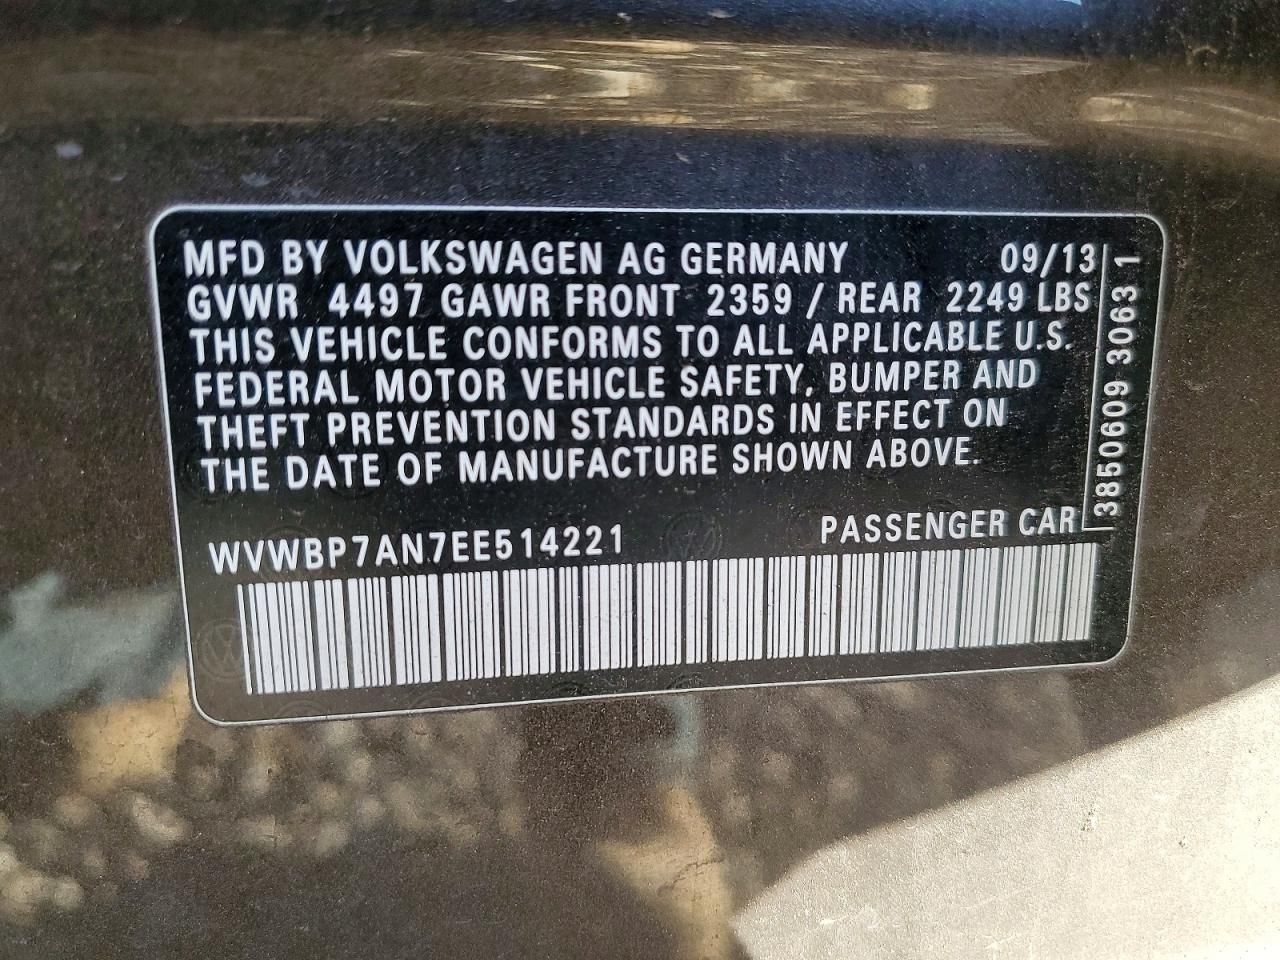 MFD BY VOLKSWAGEN AG GERMANY 09/13
GVWR 4497 GAWR FRONT 2359 / REAR 2249 LBS
THIS VEHICLE CONFORMS TO ALL APPLICABLE U.S.
FEDERAL MOTOR VEHICLE SAFETY, BUMPER AND
THEFT PREVENTION STANDARDS IN EFFECT ON
THE DATE OF MANUFACTURE SHOWN ABOVE.
WVWBP7AN7EE514221 PASSENGER CAR
3850609 3063 1